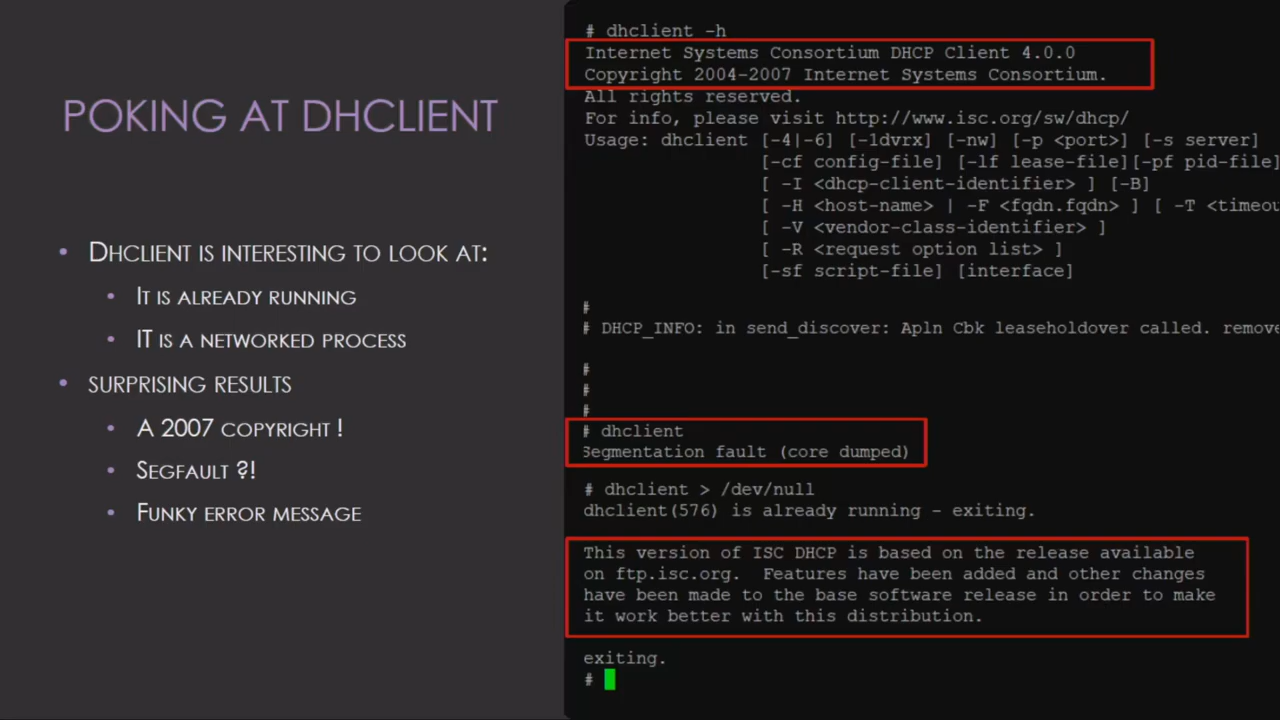 POKING AT DHCLIENT
• DHCLIENT IS INTERESTING TO LOOK AT:
• IT IS ALREADY RUNNING
• IT IS A NETWORKED PROCESS
• SURPRISING RESULTS
• A 2007 COPYRIGHT !
• SEGFAULT ?!
• FUNKY ERROR MESSAGE
# dhclient -h
Internet Systems Consortium DHCP Client 4.0.0
Copyright 2004-2007 Internet Systems Consortium.
All rights reserved.
For info, please visit http://www.isc.org/sw/dhcp/
Usage: dhclient [-4|-6] [-1dvrx] [-nw] [-p <port>] [-s server]
[-cf config-file] [-lf lease-file][-pf pid-file]
[ -I <dhcp-client-identifier> ] [-B]
[ -H <host-name> | -F <fqdn.fqdn> ] [ -T <timeou
[ -V <vendor-class-identifier> ]
[ -R <request option list> ]
[-sf script-file] [interface]
#
# DHCP_INFO: in send_discover: Apln Cbk leaseholdover called. remove
#
#
#
# dhclient
Segmentation fault (core dumped)
# dhclient > /dev/null
dhclient(576) is already running - exiting.
This version of ISC DHCP is based on the release available
on ftp.isc.org. Features have been added and other changes
have been made to the base software release in order to make
it work better with this distribution.
exiting.
#